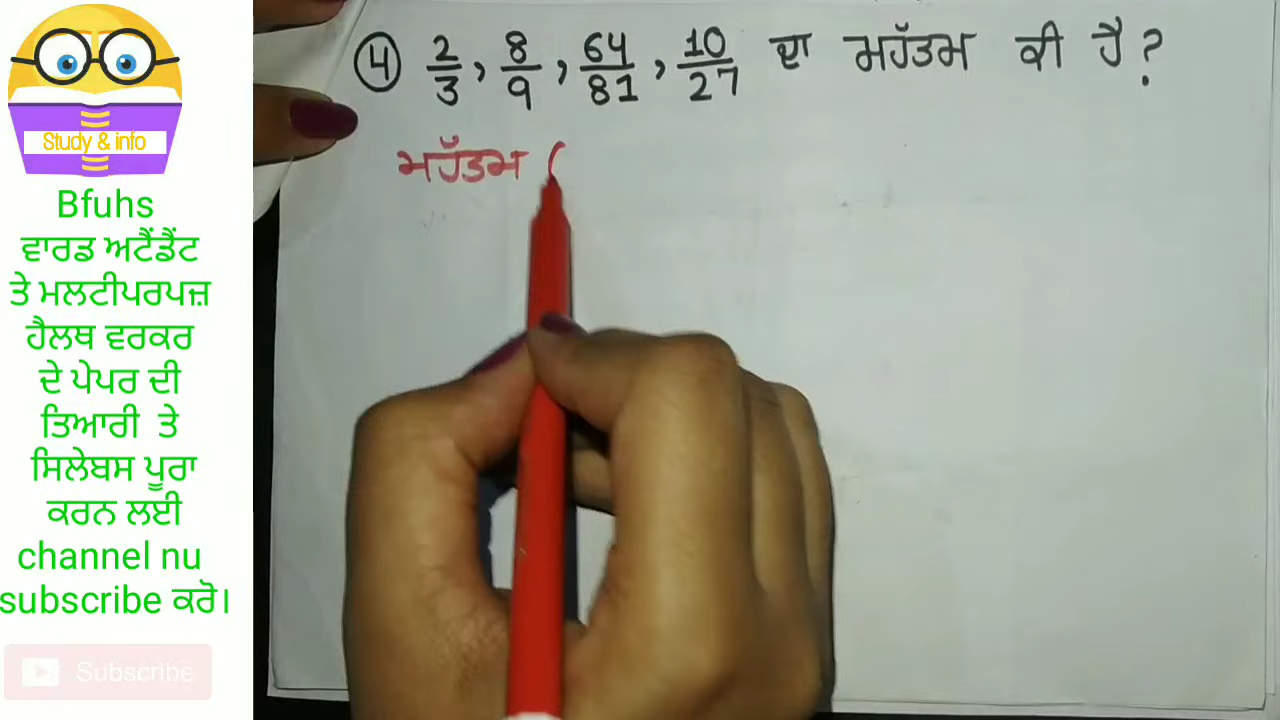 ④ 2/3, 8/9, 64/81, 10/27 ਦਾ ਮਹੱਤਮ ਕੀ ਹੈ ?
ਮਹੱਤਮ (
Study & info
Bfuhs
ਵਾਰਡ ਅਟੈਂਡੈਂਟ
ਤੇ ਮਲਟੀਪਰਪਜ਼
ਹੈਲਥ ਵਰਕਰ
ਦੇ ਪੇਪਰ ਦੀ
ਤਿਆਰੀ ਤੇ
ਸਿਲੇਬਸ ਪੂਰਾ
ਕਰਨ ਲਈ
channel nu
subscribe ਕਰੋ।
Subscribe